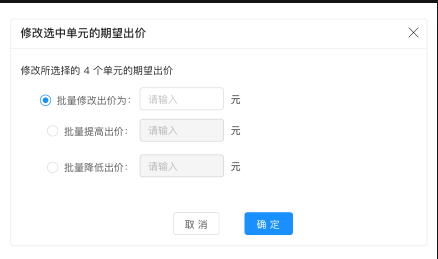 修改选中单元的期望出价
修改所选择的 4 个单元的期望出价
批量修改出价为： 请输入 元
批量提高出价： 请输入 元
批量降低出价： 请输入 元
取 消 确 定